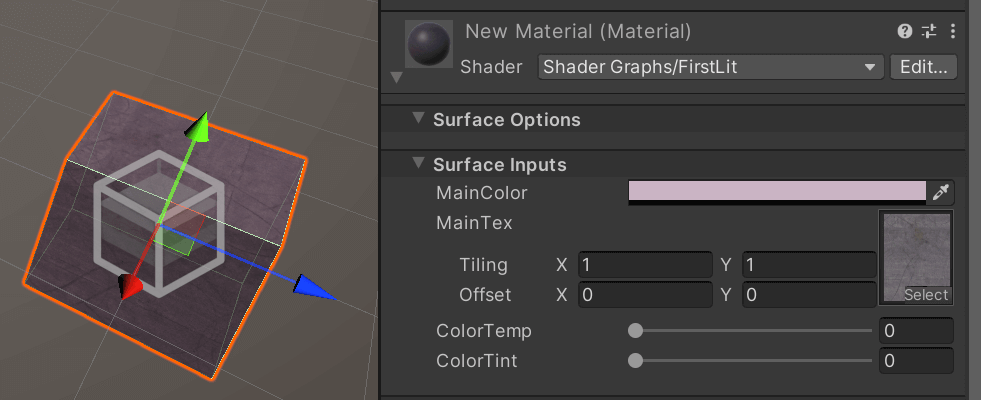 New Material (Material)
Shader Shader Graphs/FirstLit Edit...
Surface Options
Surface Inputs
MainColor
MainTex
Tiling X 1 Y 1
Offset X 0 Y 0
Select
ColorTemp 0
ColorTint 0